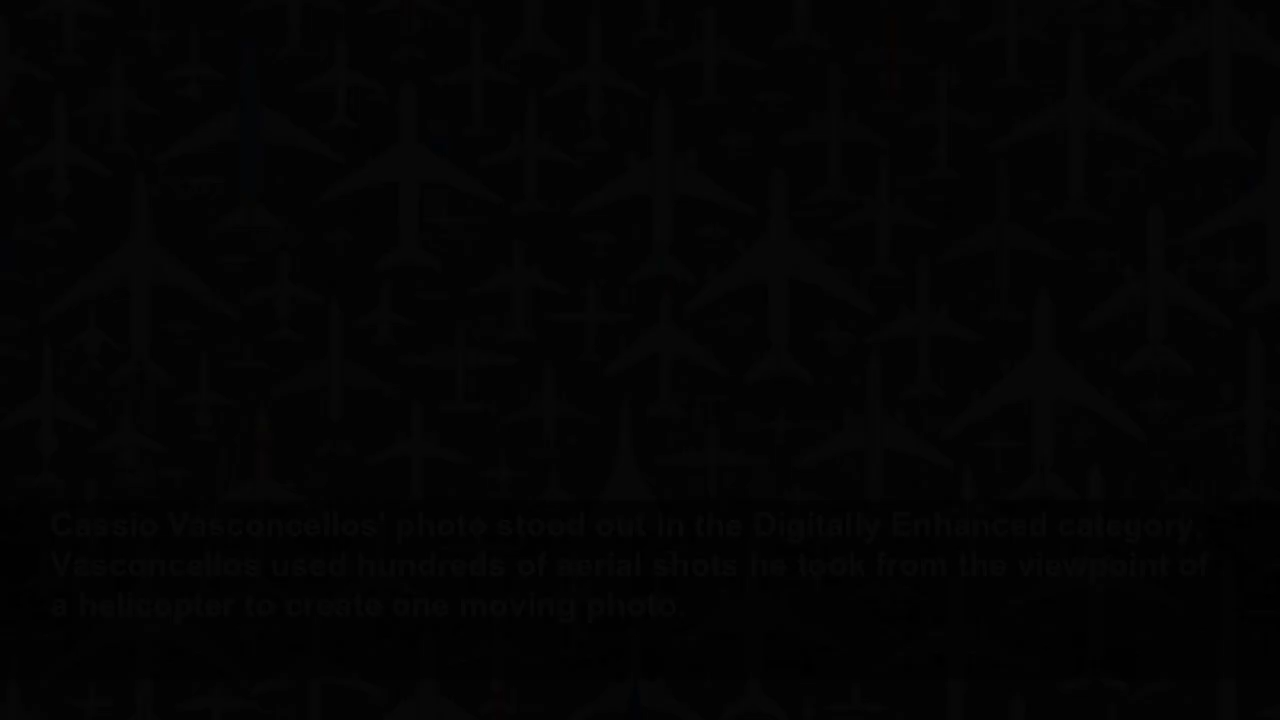 Cassio Vasconcellos' photo stood out in the Digitally Enhanced category.
Vasconcellos used hundreds of aerial shots he took from the viewpoint of
a helicopter to create one moving photo.